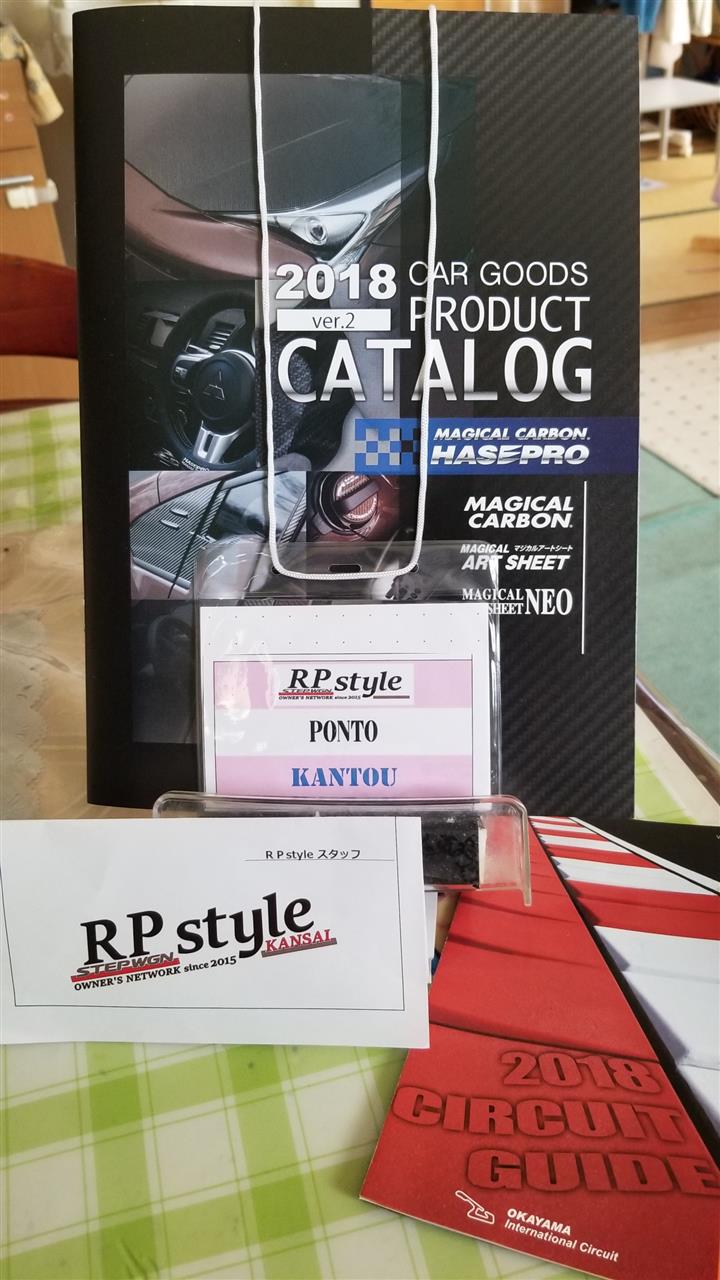 2018 CAR GOODS
ver.2 PRODUCT
CATALOG
MAGICAL CARBON.
HASEPRO
MAGICAL
CARBON.
MAGICAL マジカルアートシート
ART SHEET
MAGICAL
SHEET NEO
RP style
STEPWGN
OWNER'S NETWORK since 2015
PONTO
KANTOU
RPstyle スタッフ
RP style
STEPWGN KANSAI
OWNER'S NETWORK since 2015
2018
CIRCUIT
GUIDE
OKAYAMA
International Circuit